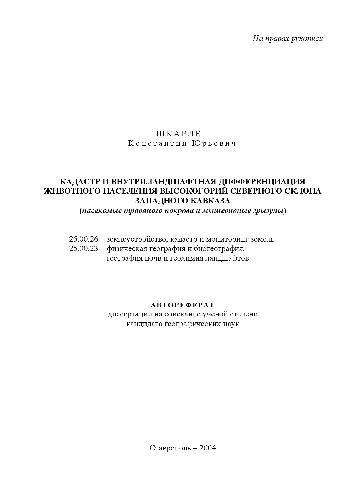 На правах рукописи
ШКАРЛЕ
Константин Юрьевич
КАДАСТР И ВНУТРИЛАНДШАФТНАЯ ДИФФЕРЕНЦИАЦИЯ
ЖИВОТНОГО НАСЕЛЕНИЯ ВЫСОКОГОРИЙ СЕВЕРНОГО СКЛОНА
ЗАПАДНОГО КАВКАЗА
(насекомые травяного покрова и мышевидные грызуны)
25.00.26 – землеустройство, кадастр и мониторинг земель
25.00.23 – физическая география и биогеография,
география почв и геохимия ландшафтов
АВТОРЕФЕРАТ
диссертации на соискание ученой степени
кандидата географических наук
Ставрополь – 2004